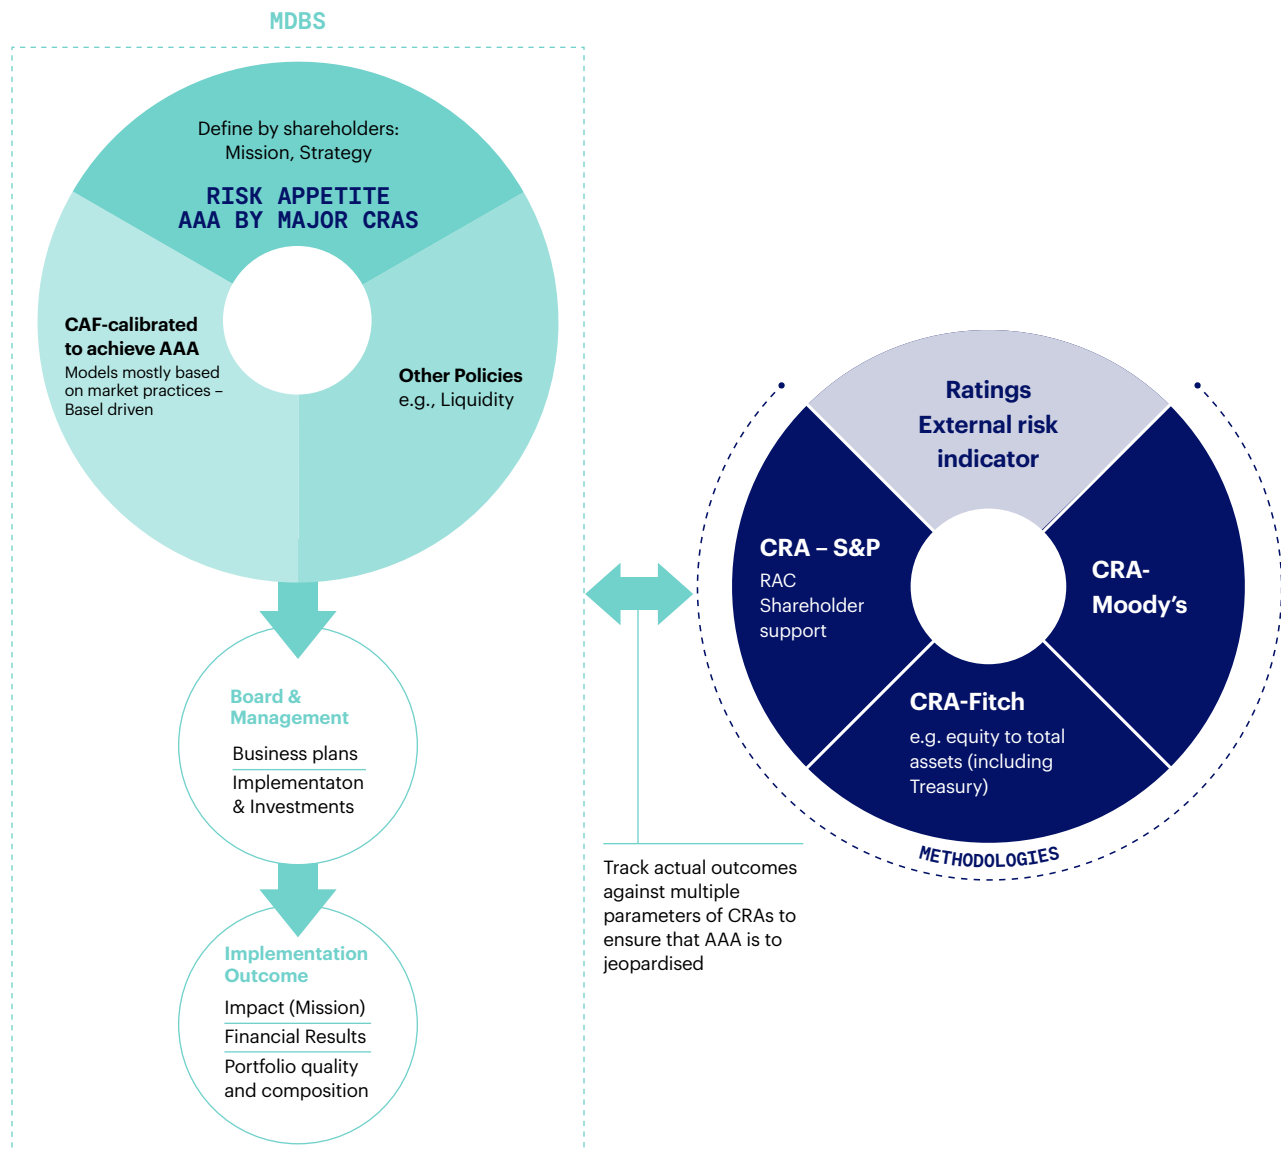 MDBS
Define by shareholders:
Mission, Strategy
RISK APPETITE
AAA BY MAJOR CRAS
CAF-calibrated
to achieve AAA
Models mostly based
on market practices –
Basel driven
Other Policies
e.g., Liquidity
Board &
Management
Business plans
Implementaton
& Investments
Implementation
Outcome
Impact (Mission)
Financial Results
Portfolio quality
and composition
Track actual outcomes
against multiple
parameters of CRAs to
ensure that AAA is to
jeopardised
Ratings
External risk
indicator
CRA – S&P
RAC
Shareholder
support
CRA-
Moody’s
CRA-Fitch
e.g. equity to total
assets (including
Treasury)
METHODOLOGIES